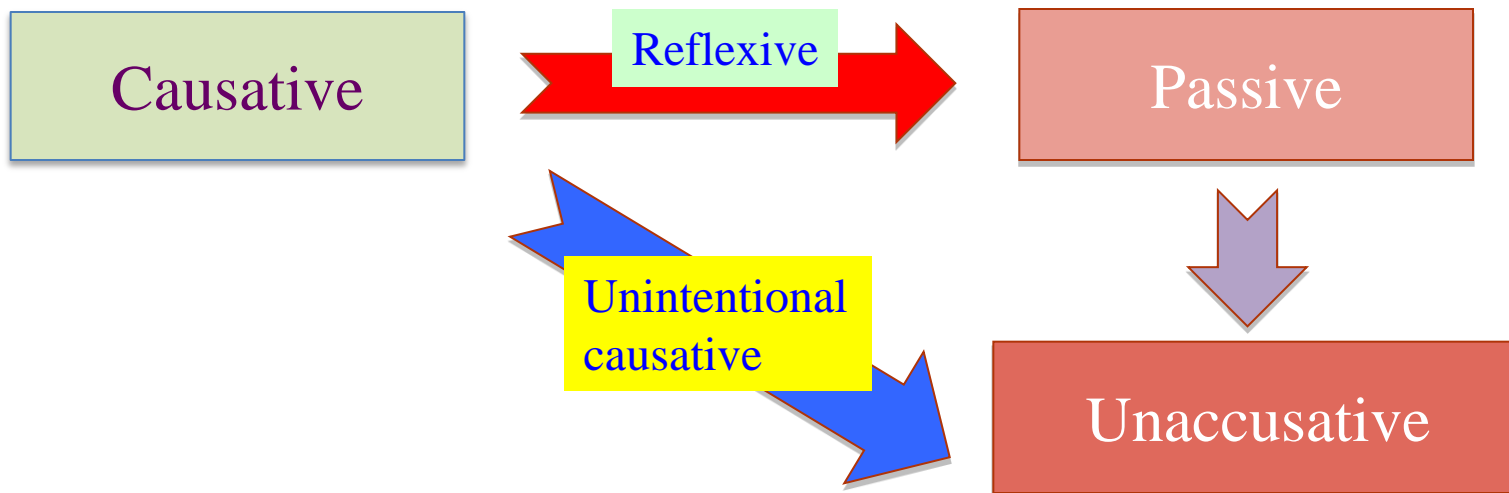 Causative
Reflexive
Passive
Unintentional
causative
Unaccusative